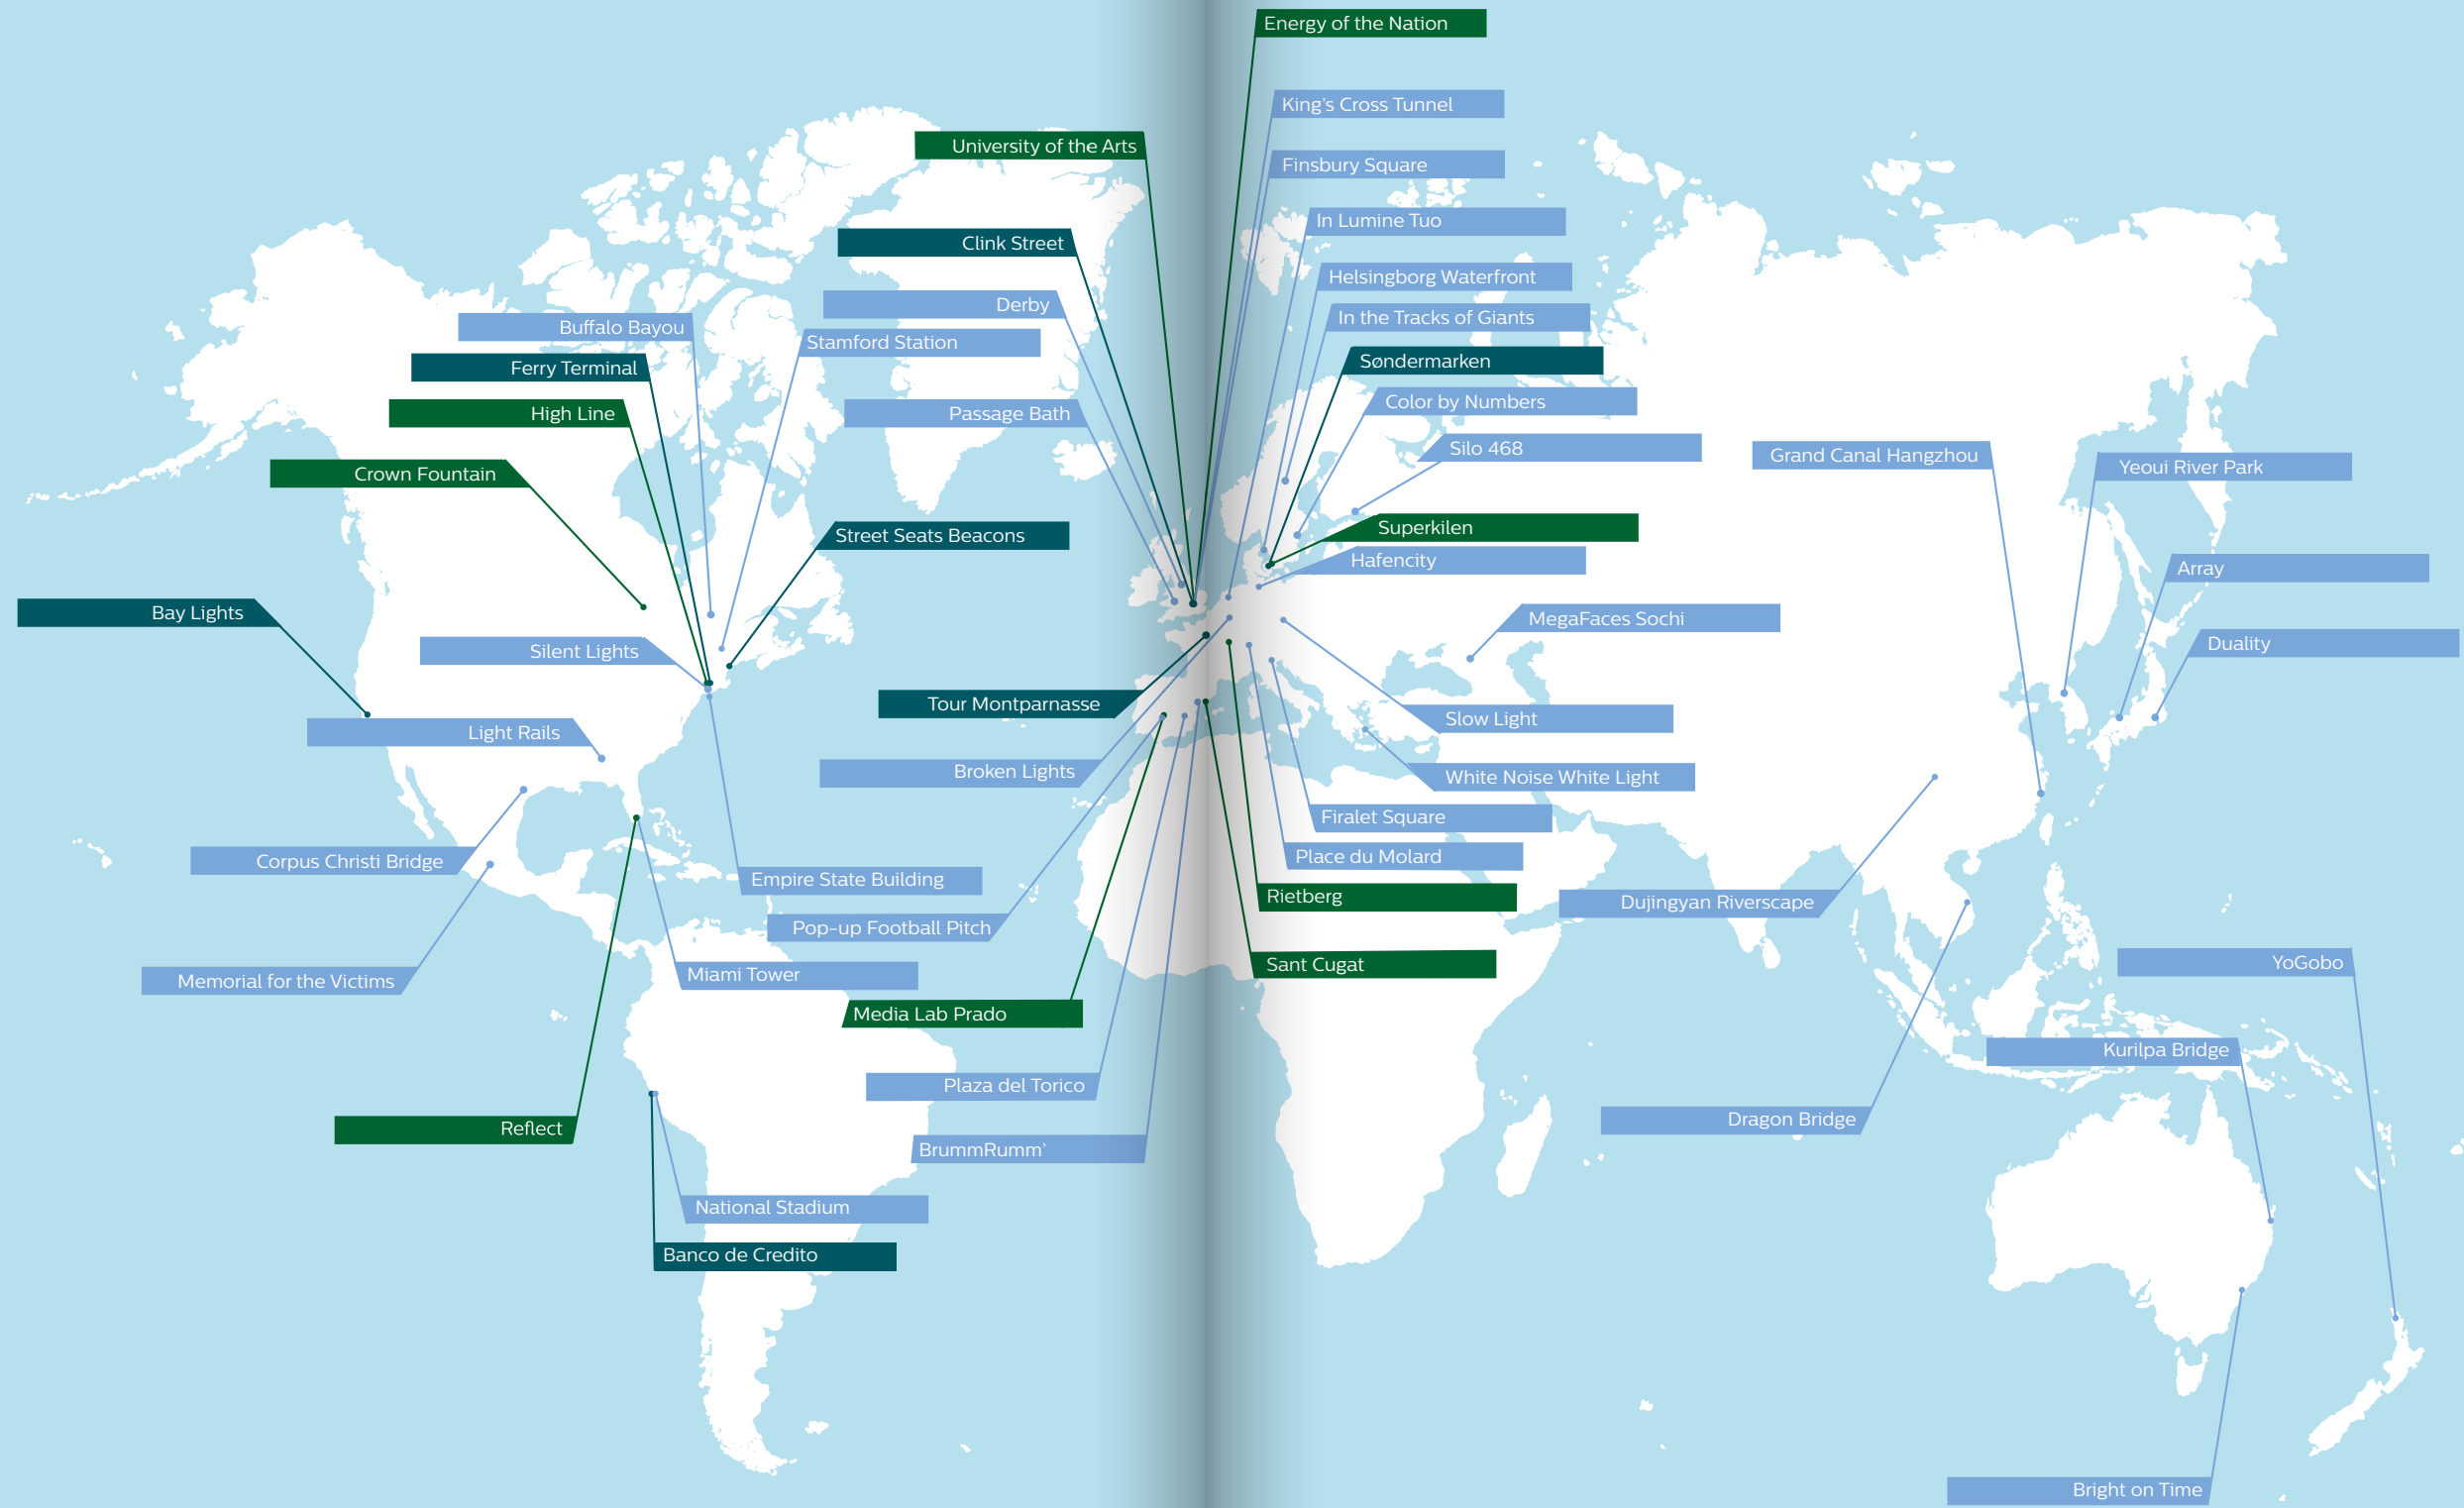 Energy of the Nation
King's Cross Tunnel
University of the Arts
Finsbury Square
In Lumine Tuo
Clink Street
Helsingborg Waterfront
Derby
In the Tracks of Giants
Buffalo Bayou
Stamford Station
Søndermarken
Ferry Terminal
Color by Numbers
High Line
Passage Bath
Silo 468
Grand Canal Hangzhou
Yeoui River Park
Crown Fountain
Superkilen
Street Seats Beacons
Hafencity
Array
Bay Lights
MegaFaces Sochi
Duality
Silent Lights
Tour Montparnasse
Slow Light
Light Rails
Broken Lights
White Noise White Light
Firalet Square
Corpus Christi Bridge
Place du Molard
Empire State Building
Rietberg
Dujingyan Riverscape
Pop-up Football Pitch
Sant Cugat
YoGobo
Miami Tower
Memorial for the Victims
Media Lab Prado
Kurilpa Bridge
Plaza del Torico
Dragon Bridge
Reflect
BrummRumm’
National Stadium
Banco de Credito
Bright on Time